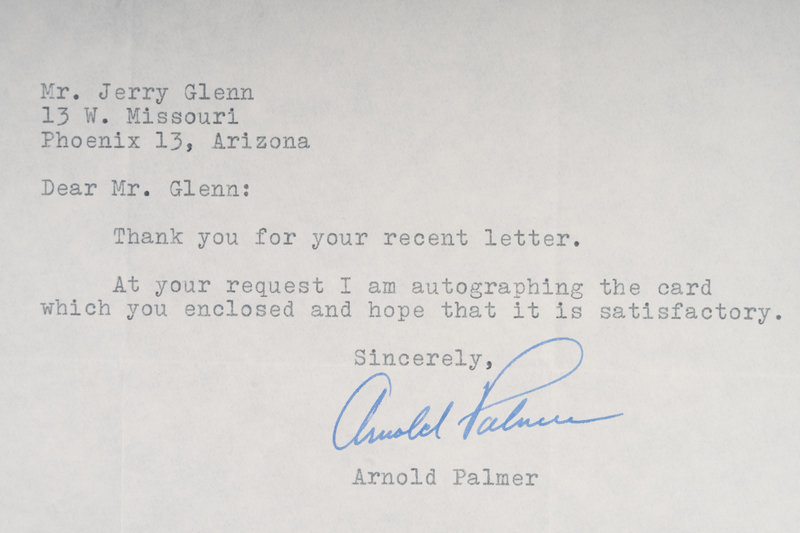 Mr. Jerry Glenn
13 W. Missouri
Phoenix 13, Arizona
Dear Mr. Glenn:
Thank you for your recent letter.
At your request I am autographing the card
which you enclosed and hope that it is satisfactory.
Sincerely,
Arnold Palmer
Arnold Palmer